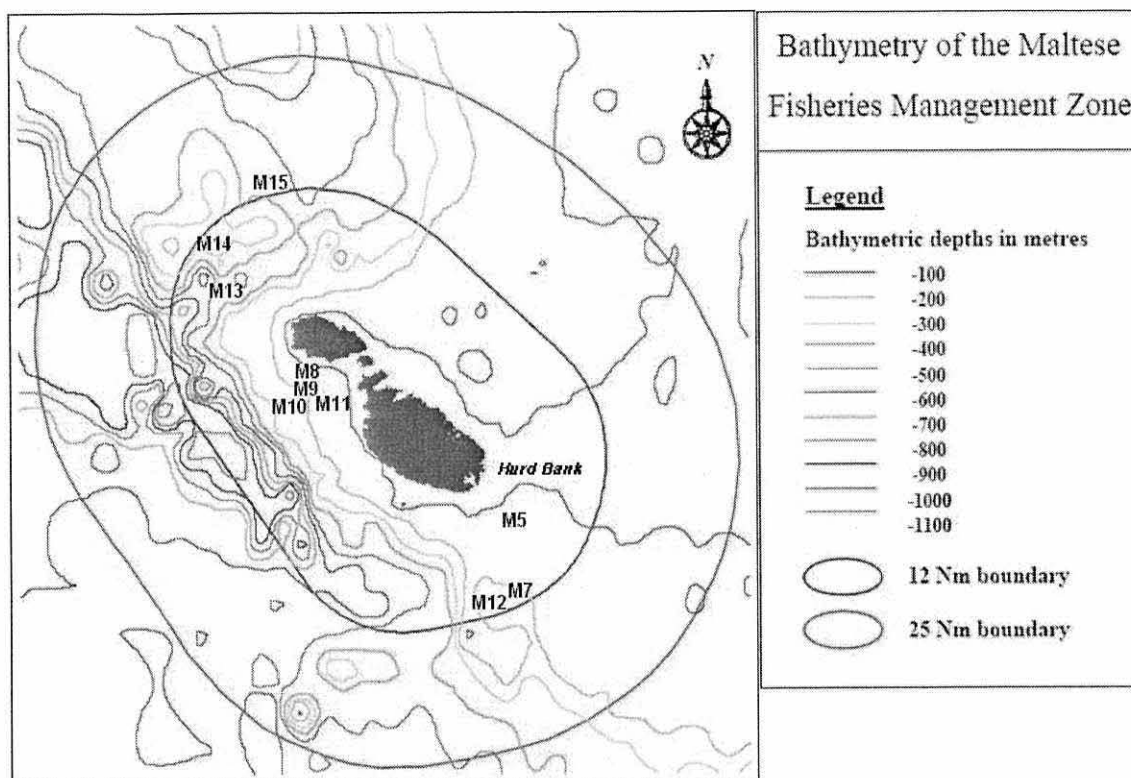 Bathymetry of the Maltese
Fisheries Management Zone
N
Legend
Bathymetric depths in metres
-100
-200
-300
-400
-500
-600
-700
-800
-900
-1000
-1100
12 Nm boundary
25 Nm boundary
M15
M14
M13
M8
M9
M10 M11
Hurd Bank
M5
M7
M12